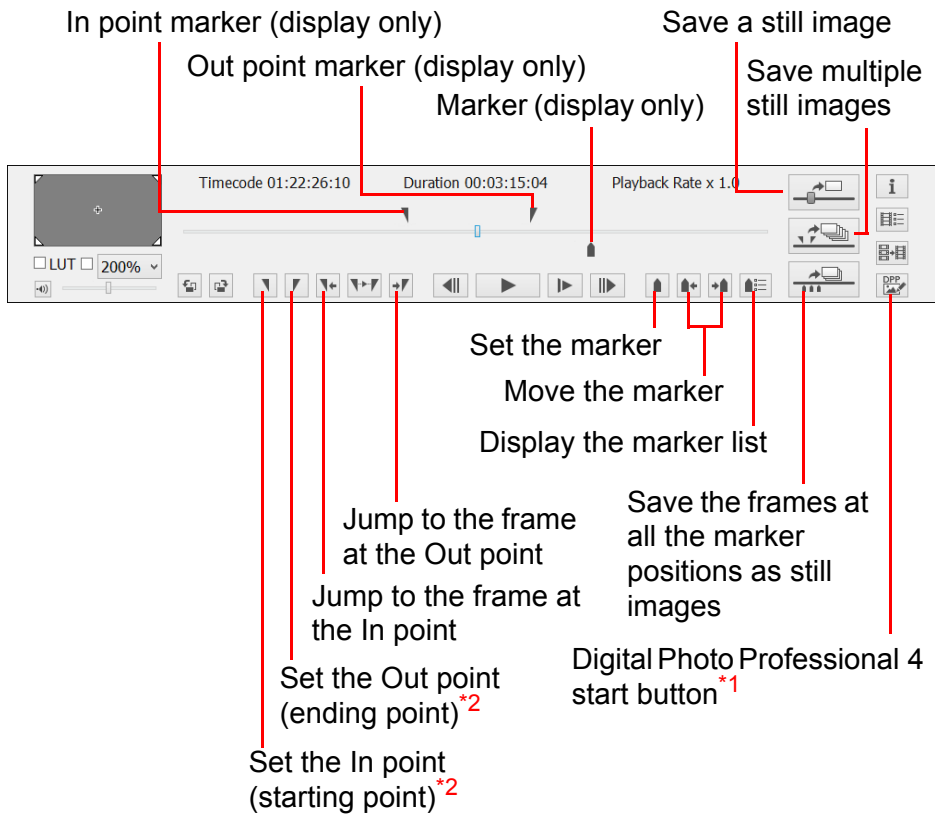 In point marker (display only)
Save a still image
Out point marker (display only)
Save multiple
still images
Marker (display only)
Timecode 01:22:26:10
Duration 00:03:15:04
Playback Rate x 1.0
i
LUT
200%
DPP
Set the marker
Move the marker
Display the marker list
Jump to the frame
at the Out point
Save the frames at
all the marker
positions as still
images
Jump to the frame at
the In point
Digital Photo Professional 4
start button*1
Set the Out point
(ending point)*2
Set the In point
(starting point)*2